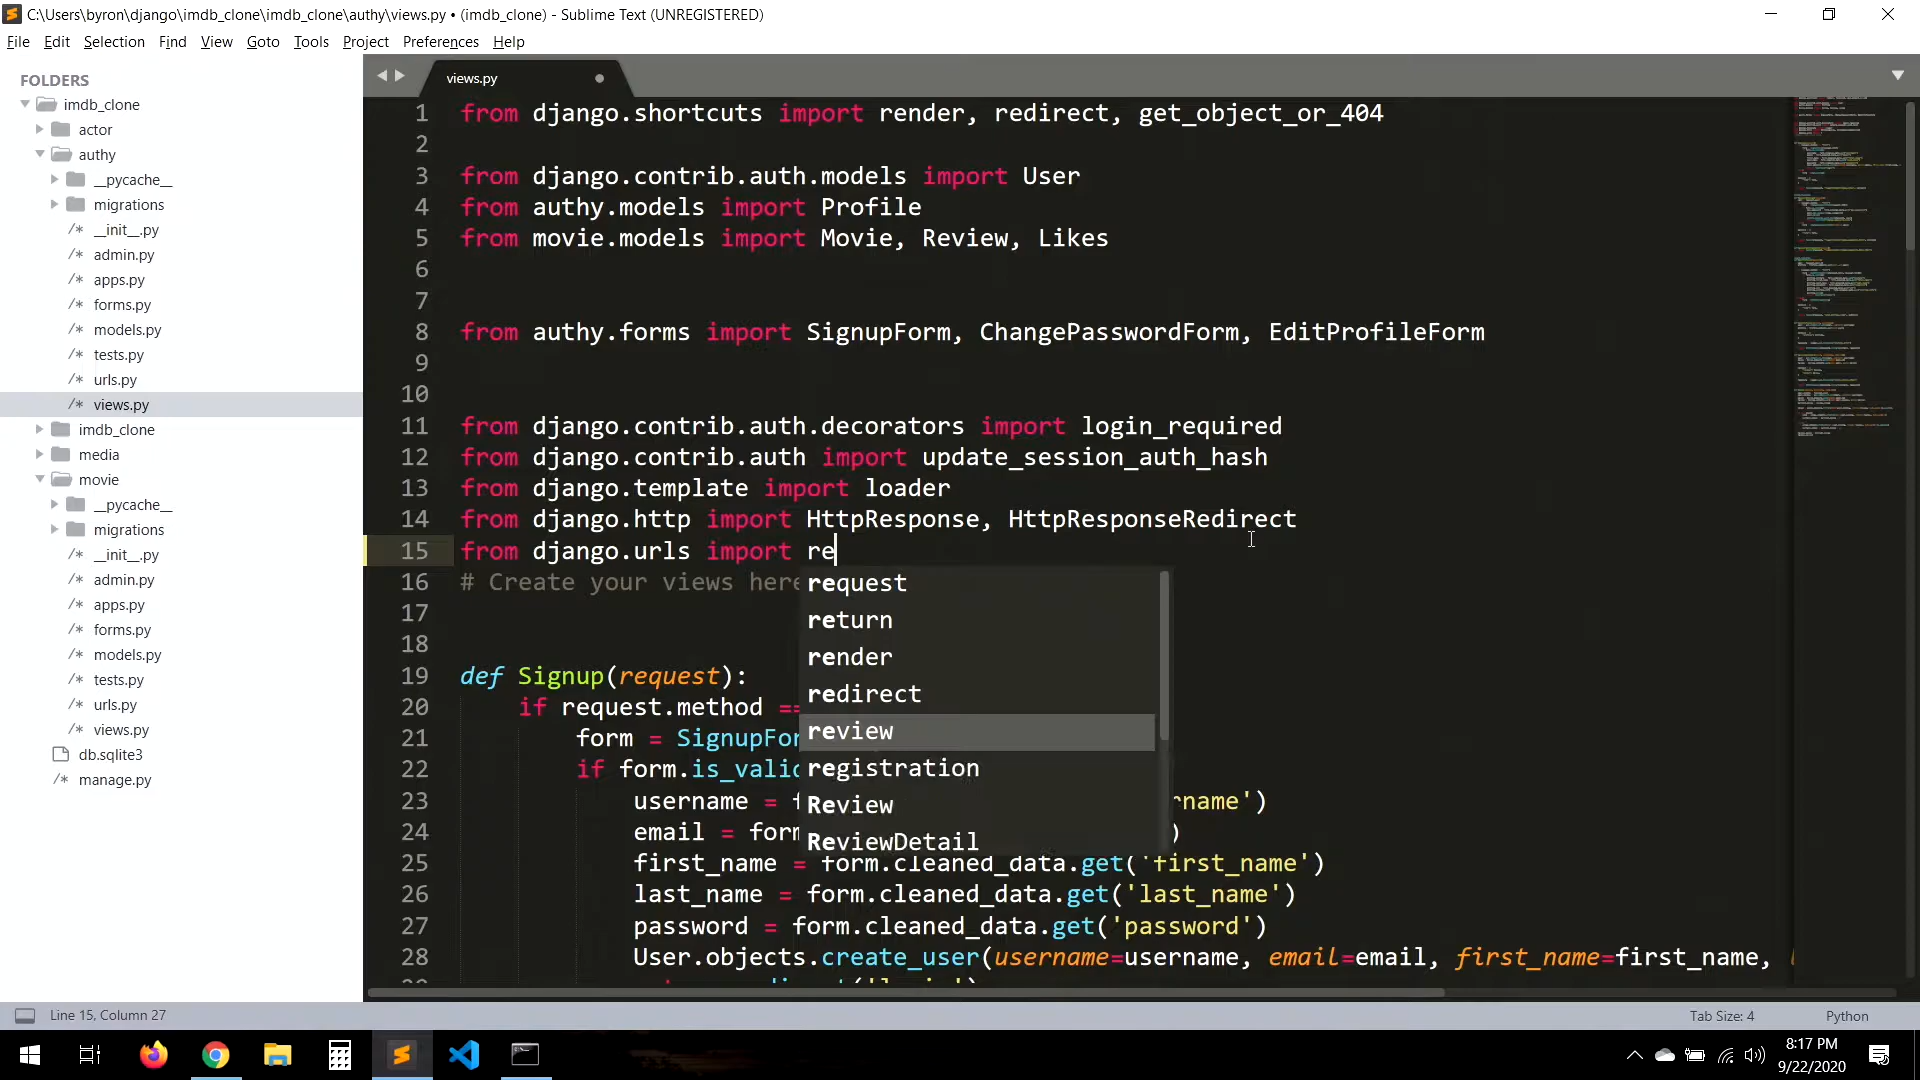 C:\Users\byron\django\imdb_clone\imdb_clone\authy\views.py • (imdb_clone) - Sublime Text (UNREGISTERED)
File Edit Selection Find View Goto Tools Project Preferences Help
FOLDERS
imdb_clone
actor
authy
__pycache__
migrations
/* __init__.py
/* admin.py
/* apps.py
/* forms.py
/* models.py
/* tests.py
/* urls.py
/* views.py
imdb_clone
media
movie
__pycache__
migrations
/* __init__.py
/* admin.py
/* apps.py
/* forms.py
/* models.py
/* tests.py
/* urls.py
/* views.py
db.sqlite3
/* manage.py
views.py
1 from django.shortcuts import render, redirect, get_object_or_404
2
3 from django.contrib.auth.models import User
4 from authy.models import Profile
5 from movie.models import Movie, Review, Likes
6
7
8 from authy.forms import SignupForm, ChangePasswordForm, EditProfileForm
9
10
11 from django.contrib.auth.decorators import login_required
12 from django.contrib.auth import update_session_auth_hash
13 from django.template import loader
14 from django.http import HttpResponse, HttpResponseRedirect
15 from django.urls import re
16 # Create your views here
17
18
19 def Signup(request):
20 if request.method ==
21 form = SignupFor
22 if form.is_valid
23 username = f rname')
24 email = form )
25 first_name = form.cleaned_data.get('first_name')
26 last_name = form.cleaned_data.get('last_name')
27 password = form.cleaned_data.get('password')
28 User.objects.create_user(username=username, email=email, first_name=first_name,
request
return
render
redirect
review
registration
Review
ReviewDetail
Line 15, Column 27
Tab Size: 4
Python
8:17 PM
9/22/2020